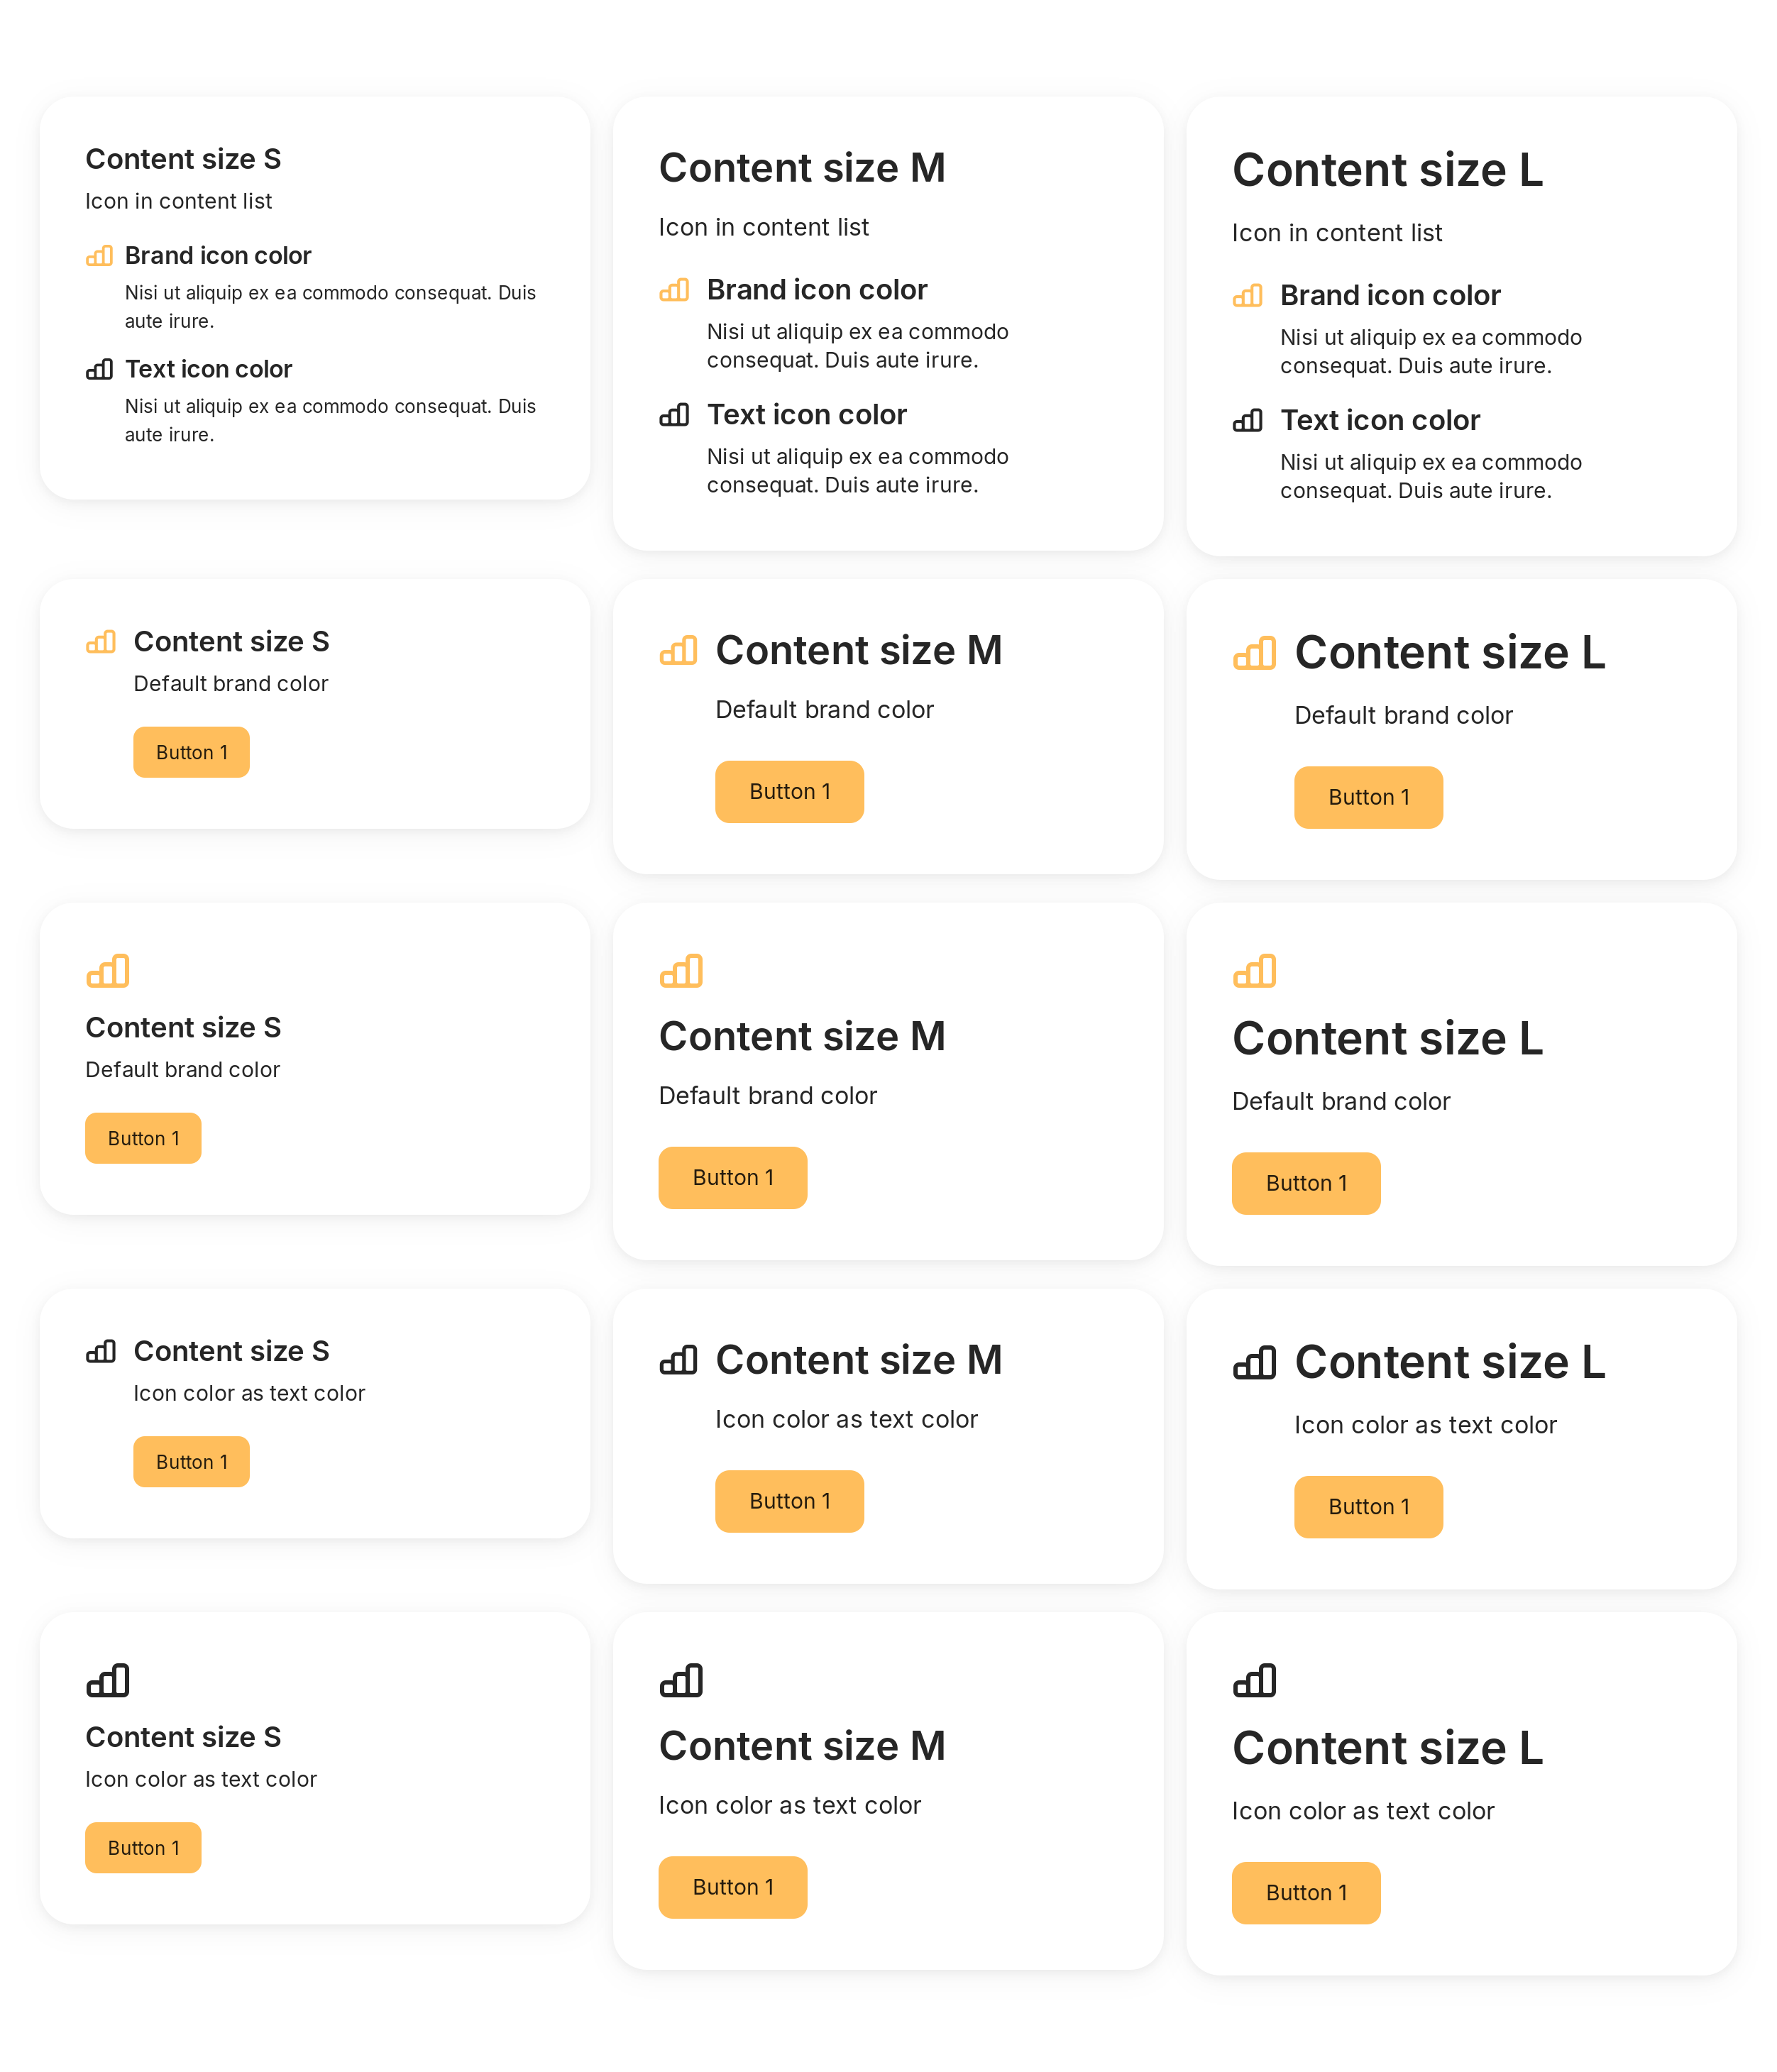 Content size S
Icon in content list
Brand icon color
Nisi ut aliquip ex ea commodo consequat. Duis
aute irure.
Text icon color
Nisi ut aliquip ex ea commodo consequat. Duis
aute irure.
Content size M
Icon in content list
Brand icon color
Nisi ut aliquip ex ea commodo
consequat. Duis aute irure.
Text icon color
Nisi ut aliquip ex ea commodo
consequat. Duis aute irure.
Content size L
Icon in content list
Brand icon color
Nisi ut aliquip ex ea commodo
consequat. Duis aute irure.
Text icon color
Nisi ut aliquip ex ea commodo
consequat. Duis aute irure.
Content size S
Default brand color
Button 1
Content size M
Default brand color
Button 1
Content size L
Default brand color
Button 1
Content size S
Default brand color
Button 1
Content size M
Default brand color
Button 1
Content size L
Default brand color
Button 1
Content size S
Icon color as text color
Button 1
Content size M
Icon color as text color
Button 1
Content size L
Icon color as text color
Button 1
Content size S
Icon color as text color
Button 1
Content size M
Icon color as text color
Button 1
Content size L
Icon color as text color
Button 1